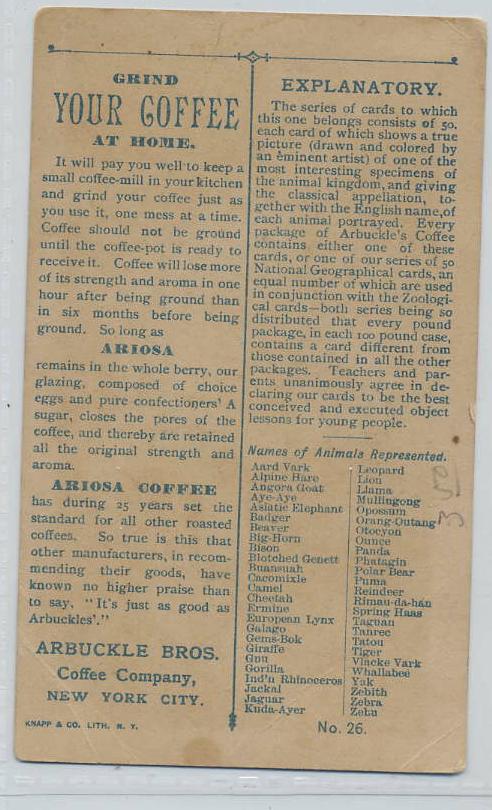 GRIND
YOUR COFFEE
AT HOME.
It will pay you well to keep a
small coffee-mill in your kitchen
and grind your coffee just as
you use it, one mess at a time.
Coffee should not be ground
until the coffee-pot is ready to
receive it. Coffee will lose more
of its strength and aroma in one
hour after being ground than
in six months before being
ground. So long as
ARIOSA
remains in the whole berry, our
glazing, composed of choice
eggs and pure confectioners' A
sugar, closes the pores of the
coffee, and thereby are retained
all the original strength and
aroma.
ARIOSA COFFEE
has during 25 years set the
standard for all other roasted
coffees. So true is this that
other manufacturers, in recom-
mending their goods, have
known no higher praise than
to say, "It's just as good as
Arbuckles'."
ARBUCKLE BROS.
Coffee Company,
NEW YORK CITY.
KNAPP & CO. LITH. N. Y.
EXPLANATORY.
The series of cards to which
this one belongs consists of 50,
each card of which shows a true
picture (drawn and colored by
an eminent artist) of one of the
most interesting specimens of
the animal kingdom, and giving
the classical appellation, to-
gether with the English name, of
each animal portrayed. Every
package of Arbuckle's Coffee
contains either one of these
cards, or one of our series of 50
National Geographical cards, an
equal number of which are used
in conjunction with the Zoologi-
cal cards—both series being so
distributed that every pound
package, in each 100 pound case,
contains a card different from
those contained in all the other
packages. Teachers and par-
ents unanimously agree in de-
claring our cards to be the best
conceived and executed object
lessons for young people.
Names of Animals Represented.
Aard Vark
Alpine Hare
Angora Goat
Aye-Aye
Asiatic Elephant
Badger
Beaver
Big-Horn
Bison
Blotched Genett
Buansuah
Cacomixle
Camel
Cheetah
Ermine
European Lynx
Galago
Gems-Bok
Giraffe
Gnu
Gorilla
Ind'n Rhinoceros
Jackal
Jaguar
Kuda-Ayer
Leopard
Lion
Llama
Mullingong
Opossum
Orang-Outang
Otocyon
Ounce
Panda
Phatagin
Polar Bear
Puma
Reindeer
Rimau-da-han
Spring Haas
Taguan
Tanrec
Tatou
Tiger
Vlacke Vark
Whallabee
Yak
Zebith
Zebra
Zebu
No. 26.